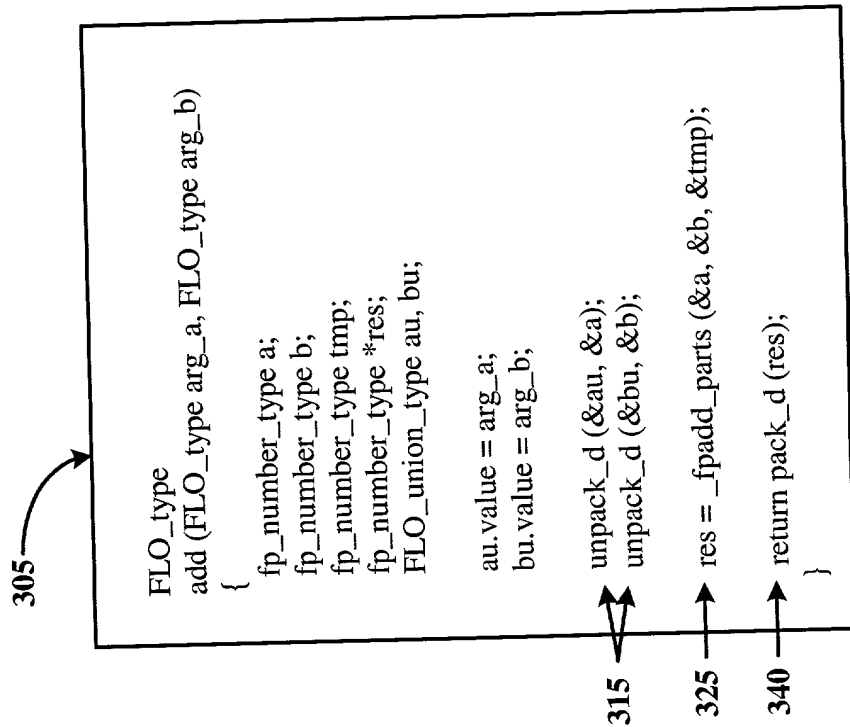 305
FLO_type
add (FLO_type arg_a, FLO_type arg_b)
{
fp_number_type a;
fp_number_type b;
fp_number_type tmp;
fp_number_type *res;
FLO_union_type au, bu;
au.value = arg_a;
bu.value = arg_b;
315
unpack_d (&au, &a);
unpack_d (&bu, &b);
325 res = _fpadd_parts (&a, &b, &tmp);
340 return pack_d (res);
}